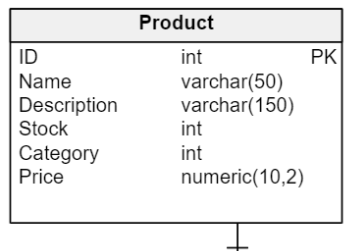 Product
ID int PK
Name varchar(50)
Description varchar(150)
Stock int
Category int
Price numeric(10,2)